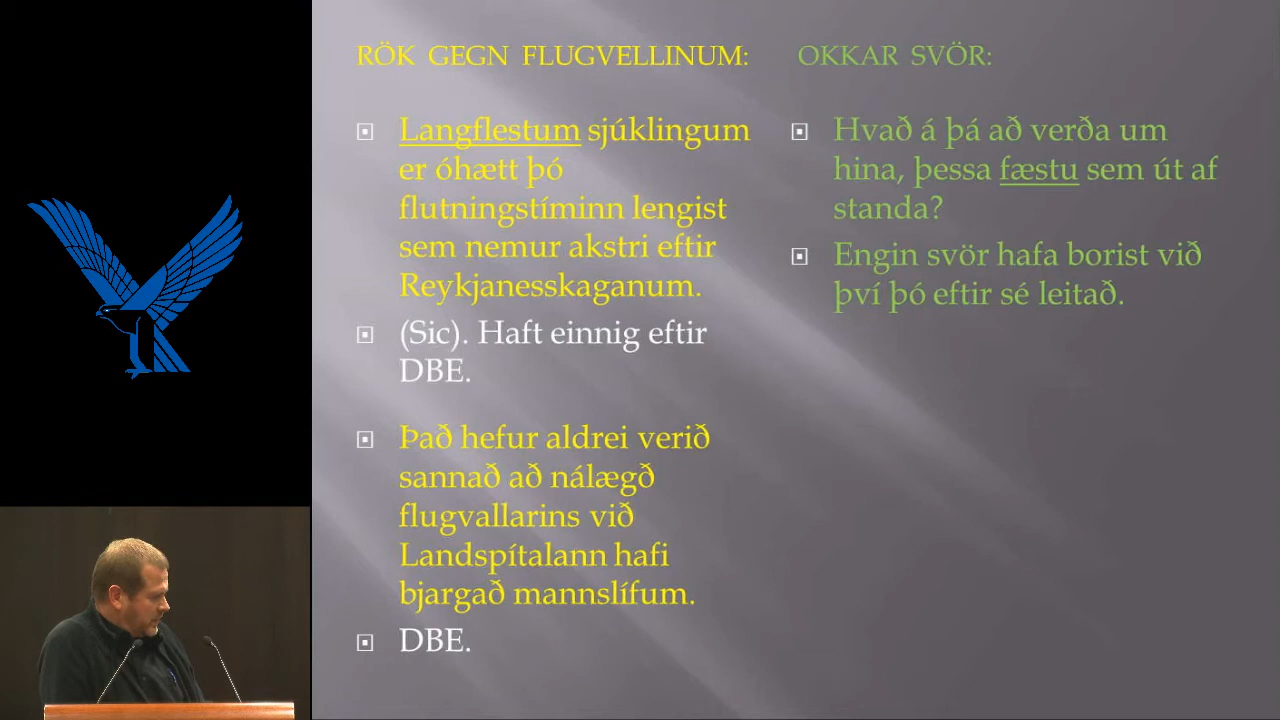 RÖK GEGN FLUGVELLINUM:
Langflestum sjúklingum
er óhætt þó
flutningstíminn lengist
sem nemur akstri eftir
Reykjanesskaganum.
(Sic). Haft einnig eftir
DBE.
Það hefur aldrei verið
sannað að nálægð
flugvallarins við
Landspítalann hafi
bjargað mannslífum.
DBE.
OKKAR SVÖR:
Hvað á þá að verða um
hina, þessa fæstu sem út af
standa?
Engin svör hafa borist við
því þó eftir sé leitað.